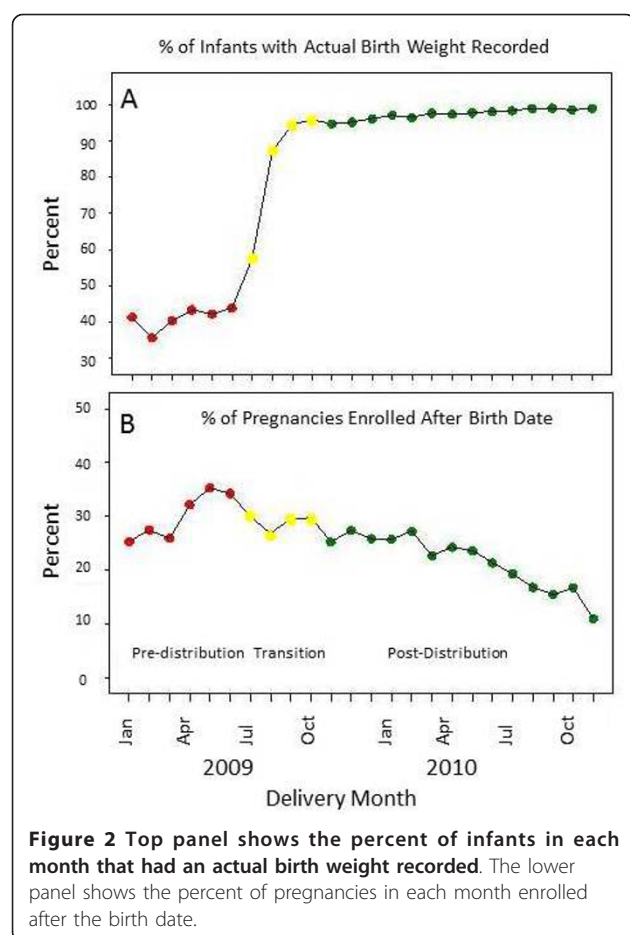 % of Infants with Actual Birth Weight Recorded
A
100
90
80
70
60
50
40
30
Percent
B
% of Pregnancies Enrolled After Birth Date
50
40
30
20
10
0
Percent
Pre-distribution Transition Post-Distribution
Jan Apr Jul Oct Jan Apr Jul Oct
2009 2010
Delivery Month
Figure 2 Top panel shows the percent of infants in each
month that had an actual birth weight recorded. The lower
panel shows the percent of pregnancies in each month enrolled
after the birth date.